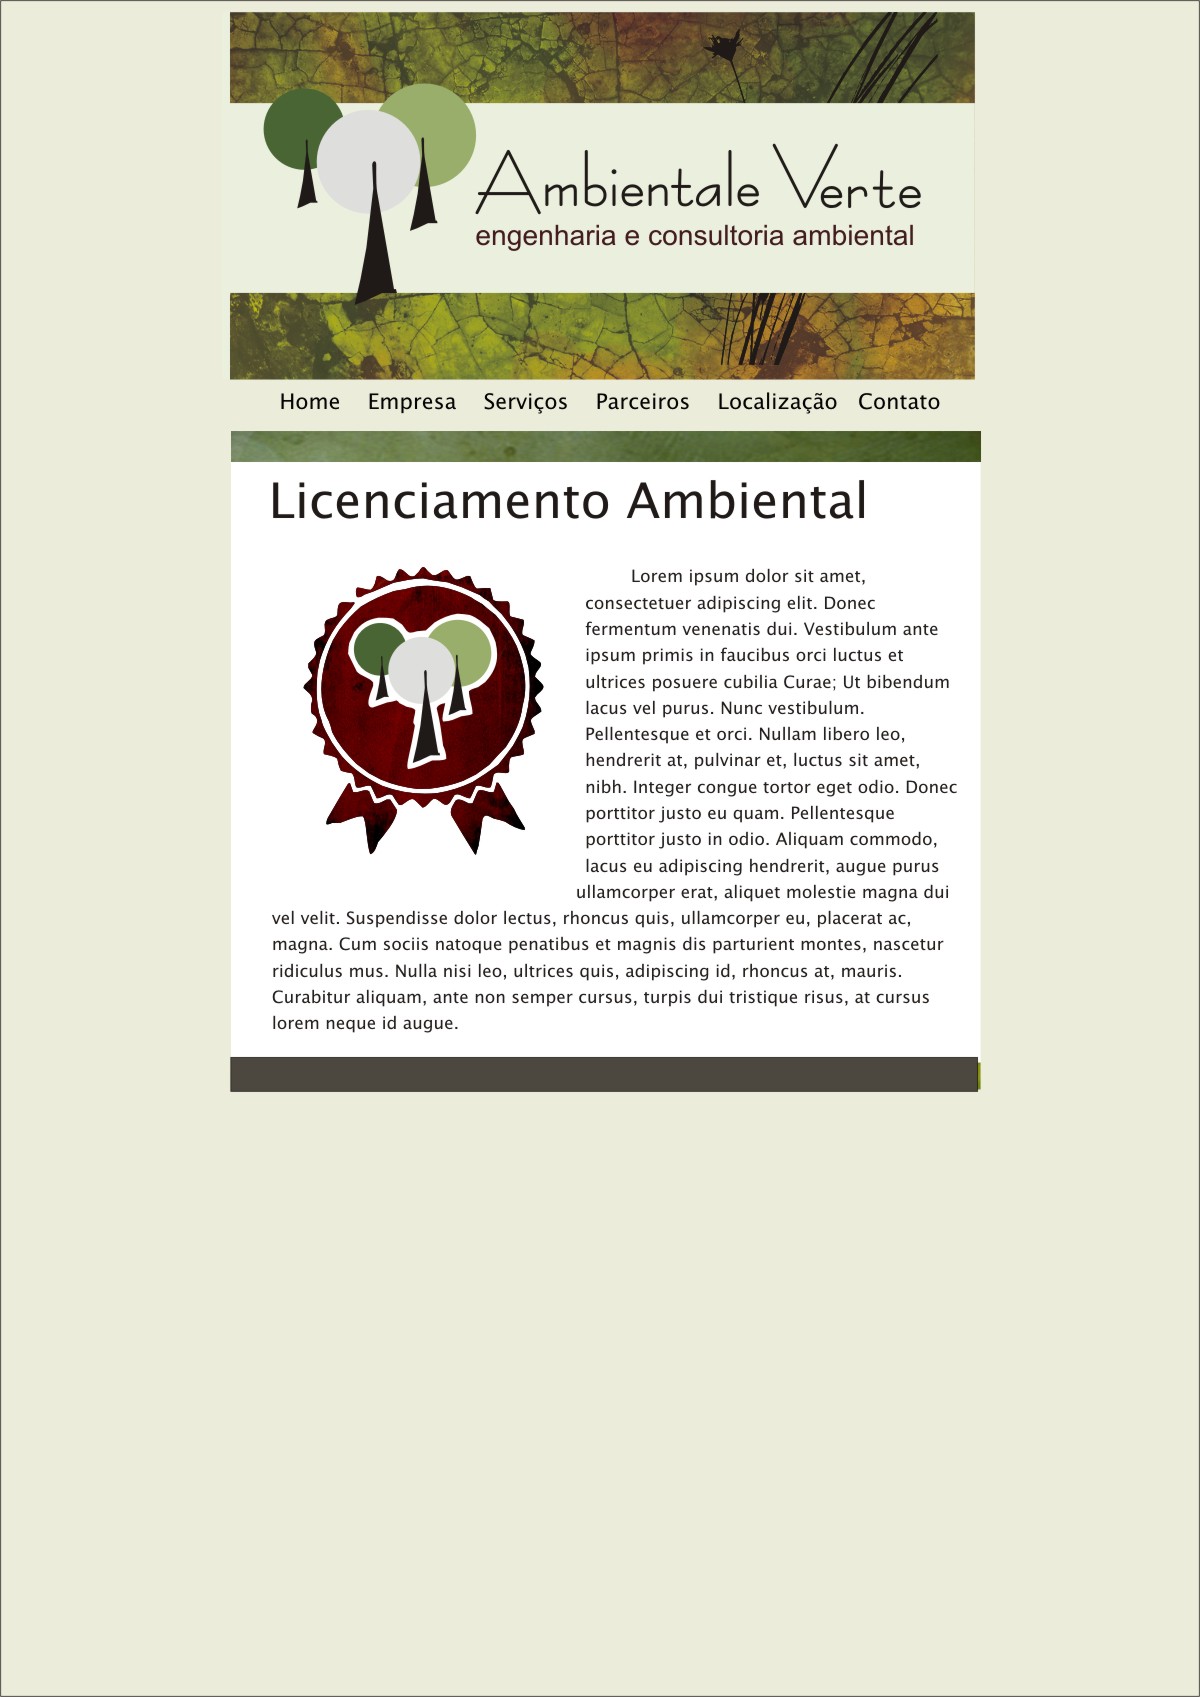 Ambientale Verte
engenharia e consultoria ambiental
Home Empresa Serviços Parceiros Localização Contato
Licenciamento Ambiental
Lorem ipsum dolor sit amet,
consectetuer adipiscing elit. Donec
fermentum venenatis dui. Vestibulum ante
ipsum primis in faucibus orci luctus et
ultrices posuere cubilia Curae; Ut bibendum
lacus vel purus. Nunc vestibulum.
Pellentesque et orci. Nullam libero leo,
hendrerit at, pulvinar et, luctus sit amet,
nibh. Integer congue tortor eget odio. Donec
porttitor justo eu quam. Pellentesque
porttitor justo in odio. Aliquam commodo,
lacus eu adipiscing hendrerit, augue purus
ullamcorper erat, aliquet molestie magna dui
vel velit. Suspendisse dolor lectus, rhoncus quis, ullamcorper eu, placerat ac,
magna. Cum sociis natoque penatibus et magnis dis parturient montes, nascetur
ridiculus mus. Nulla nisi leo, ultrices quis, adipiscing id, rhoncus at, mauris.
Curabitur aliquam, ante non semper cursus, turpis dui tristique risus, at cursus
lorem neque id augue.